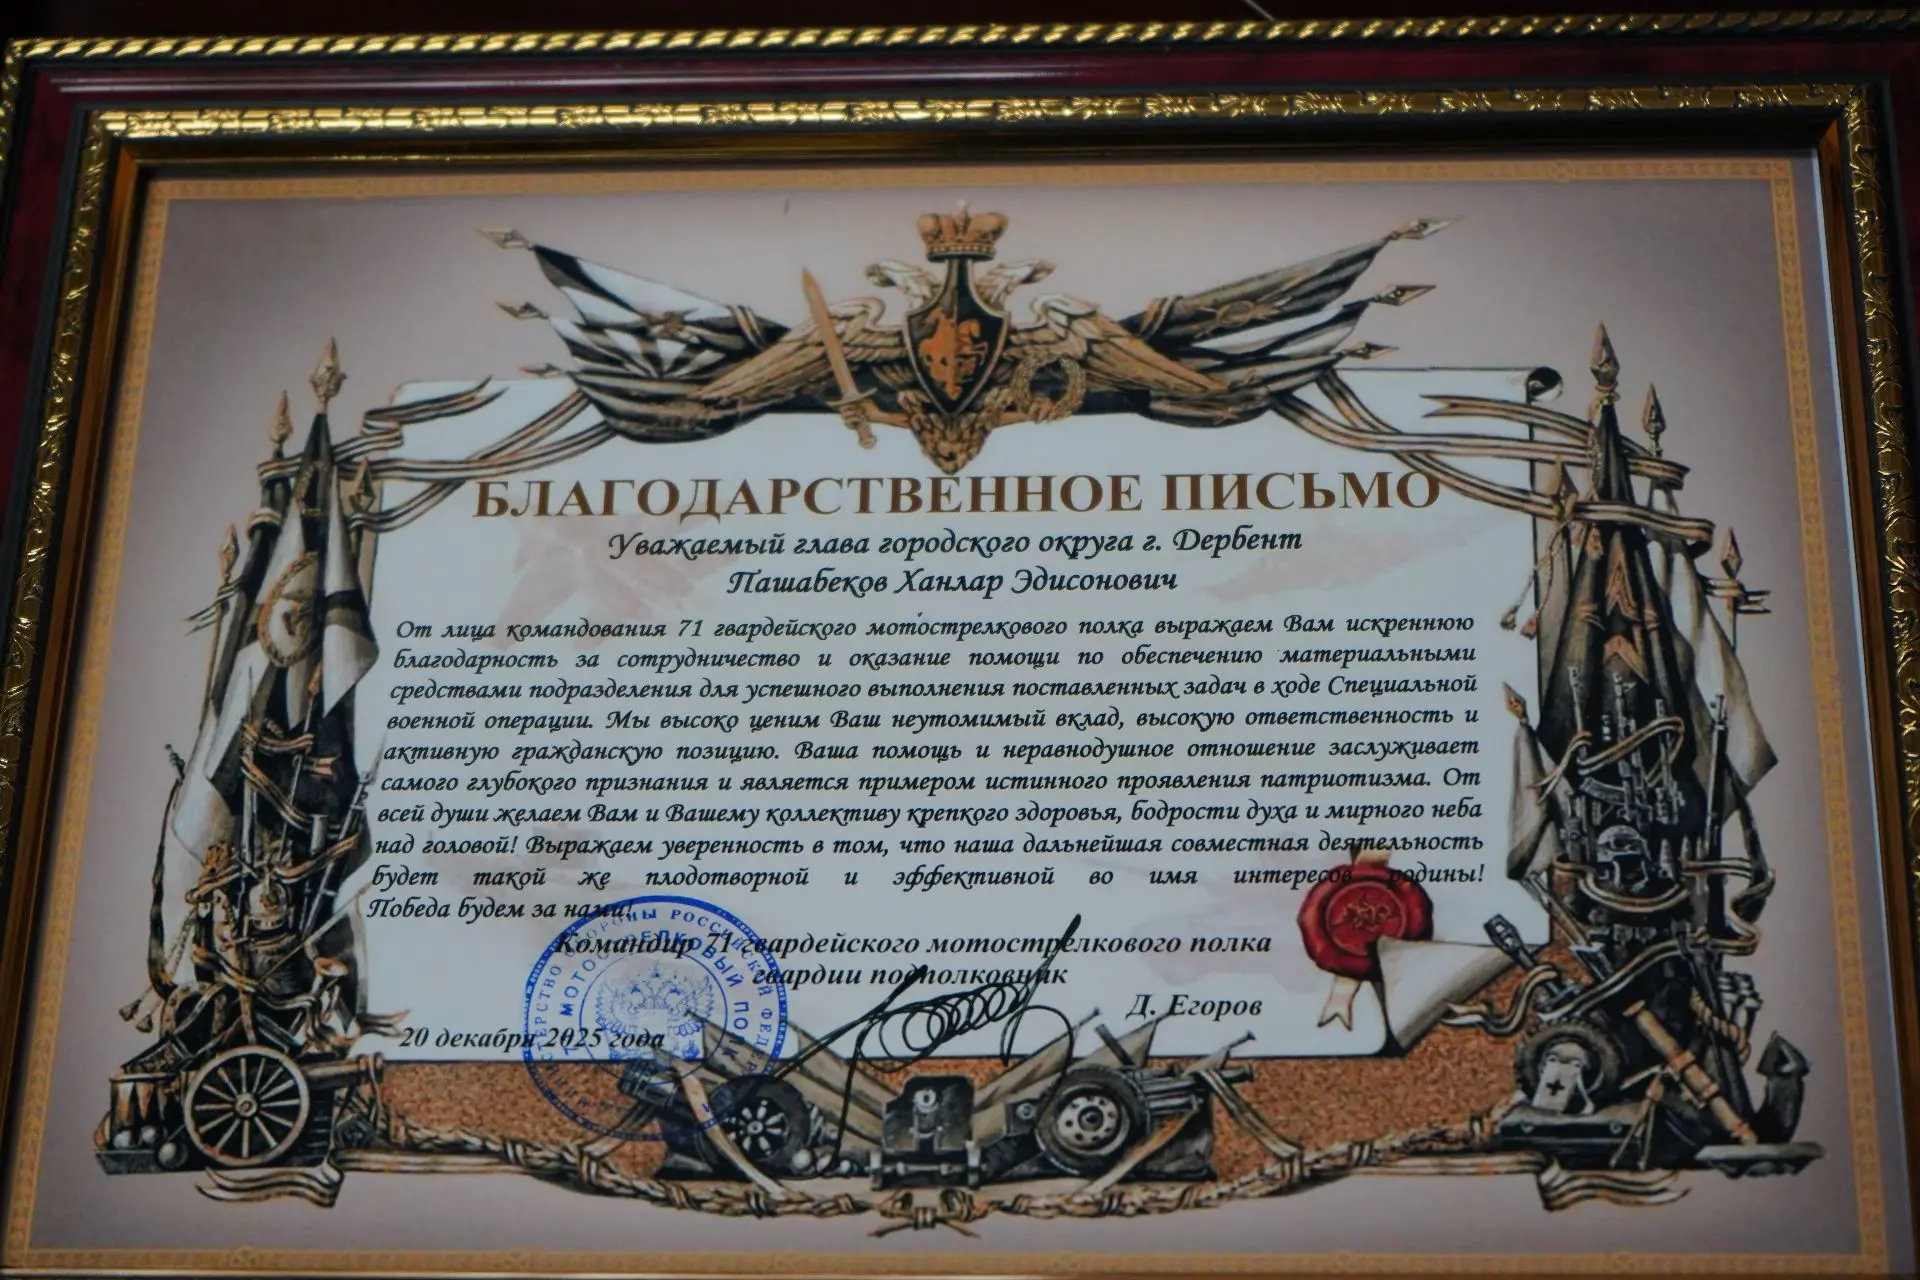 БЛАГОДАРСТВЕННОЕ ПИСЬМО
Уважаемый глава городского округа г. Дербент
Пашабеков Ханлар Эдисонович
От лица командования 71 гвардейского мотострелкового полка выражаем Вам искреннюю
благодарность за сотрудничество и оказание помощи по обеспечению материальными
средствами подразделения для успешного выполнения поставленных задач в ходе Специальной
военной операции. Мы высоко ценим Ваш неутомимый вклад, высокую ответственность и
активную гражданскую позицию. Ваша помощь и неравнодушное отношение заслуживает
самого глубокого признания и является примером истинного проявления патриотизма. От
всей души желаем Вам и Вашему коллективу крепкого здоровья, бодрости духа и мирного неба
над головой! Выражаем уверенность в том, что наша дальнейшая совместная деятельность
будет такой же плодотворной и эффективной во имя интересов родины!
Победа будем за нами!
Командир 71 гвардейского мотострелкового полка
гвардии подполковник
Д. Егоров
20 декабря 2025 года
МОТОСТРЕЛКОВЫЙ ПОЛК